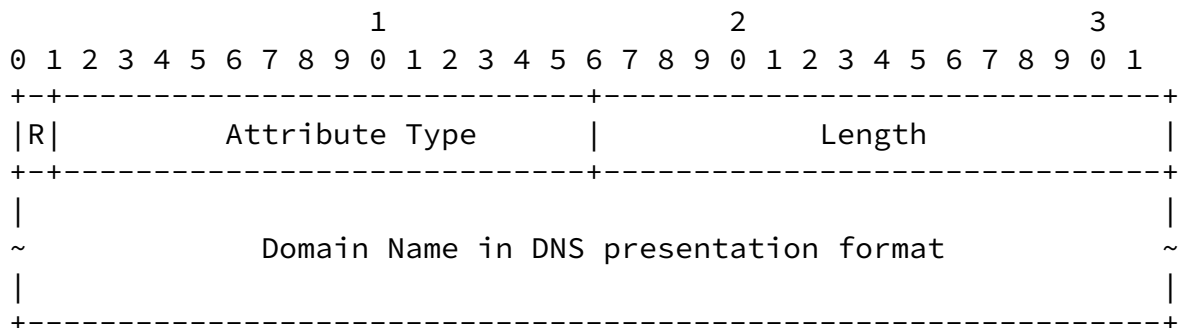 1                   2                   3
0 1 2 3 4 5 6 7 8 9 0 1 2 3 4 5 6 7 8 9 0 1 2 3 4 5 6 7 8 9 0 1
+-+-----------------------------+-------------------------------+
|R|         Attribute Type      |            Length             |
+-+-----------------------------+-------------------------------+
|                                                               |
~             Domain Name in DNS presentation format            ~
|                                                               |
+---------------------------------------------------------------+